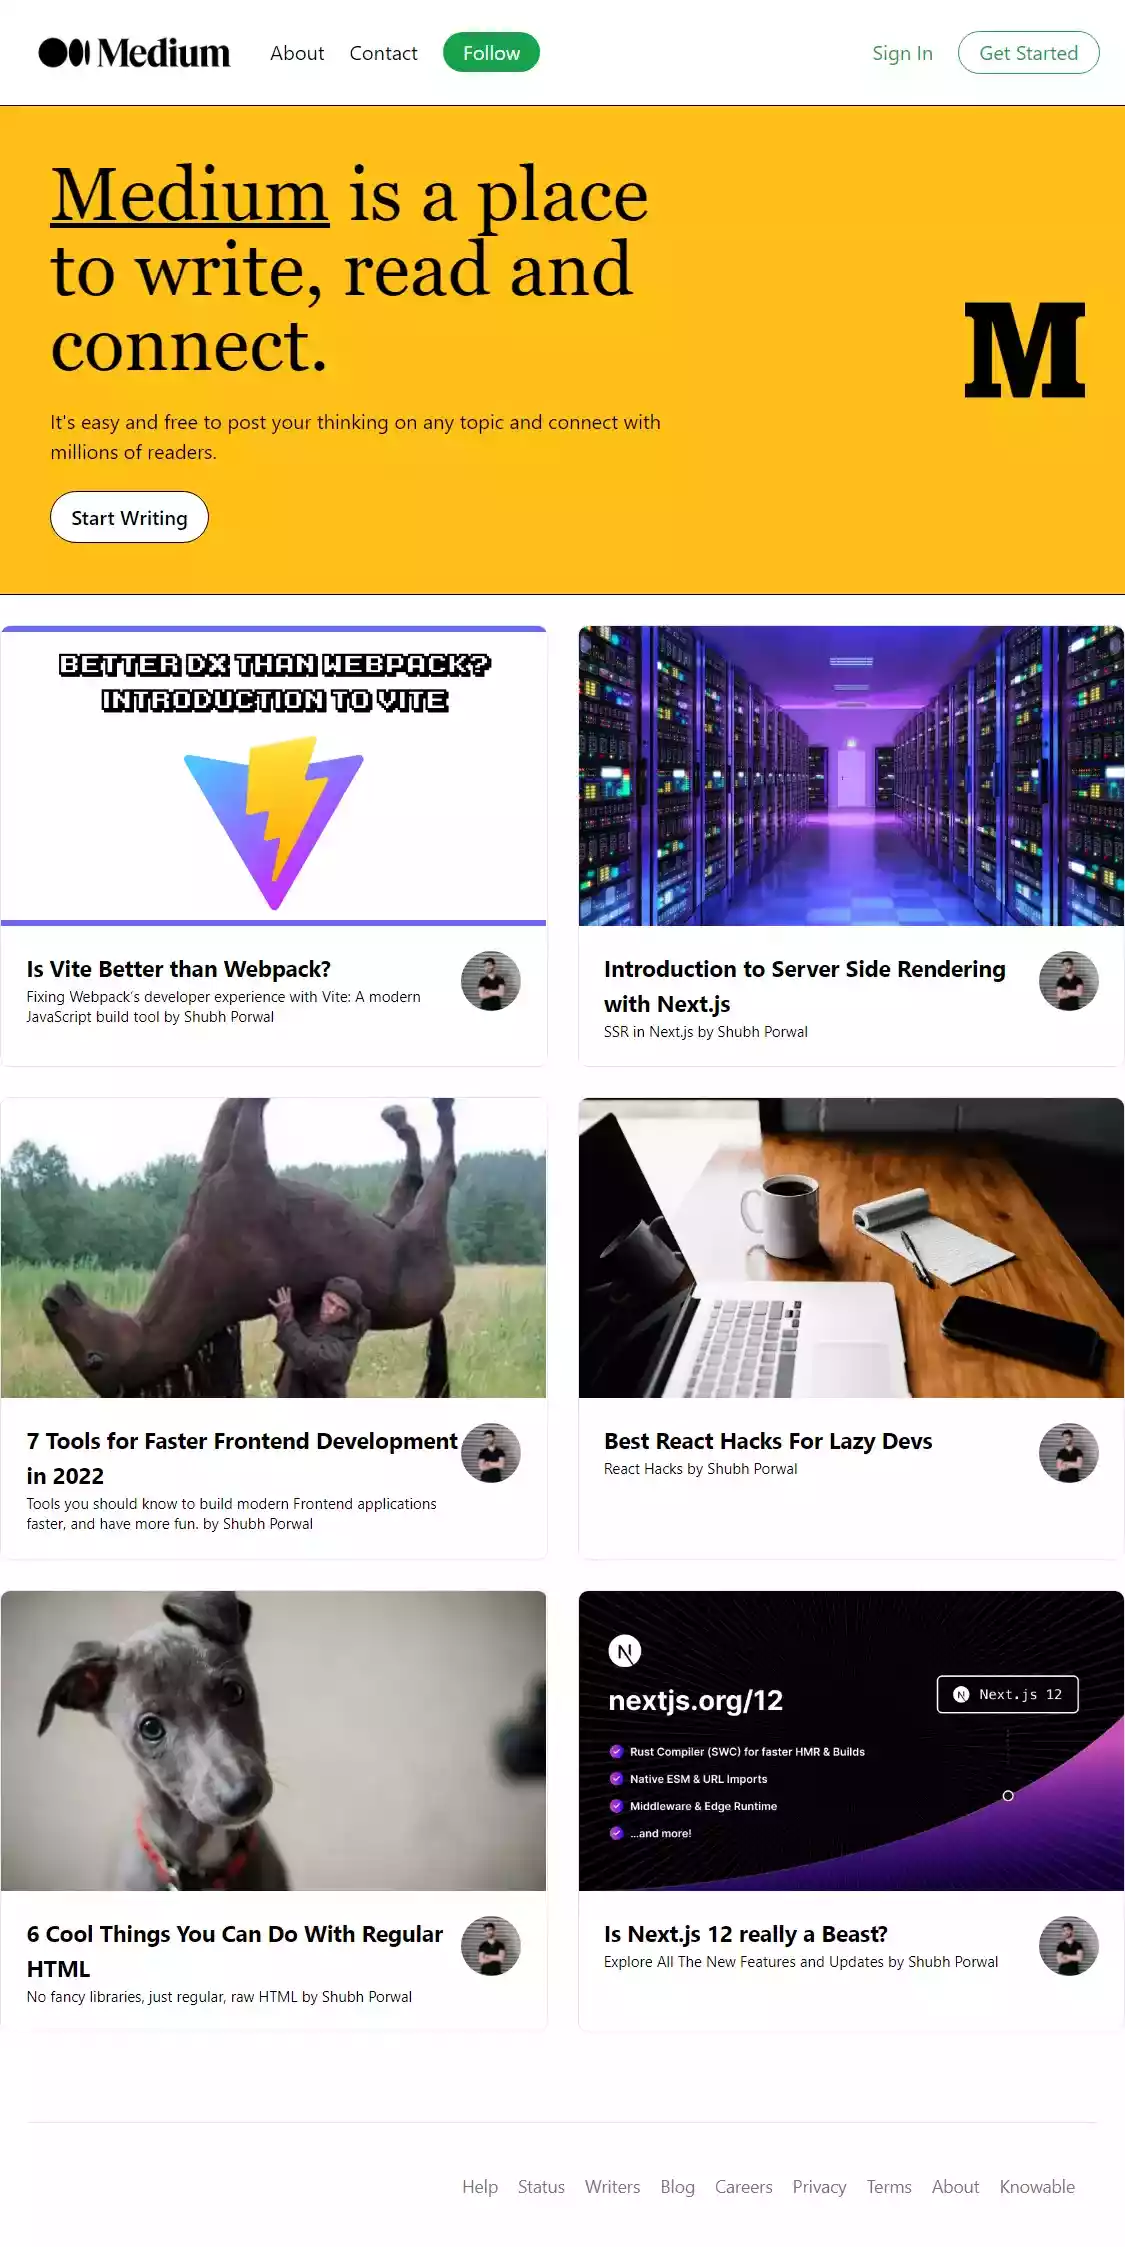 Medium About Contact Follow Sign In Get Started
Medium is a place
to write, read and
connect.
M
It's easy and free to post your thinking on any topic and connect with
millions of readers.
Start Writing
BETTER DX THAN WEBPACK?
INTRODUCTION TO VITE
Is Vite Better than Webpack?
Fixing Webpack's developer experience with Vite: A modern
JavaScript build tool by Shubh Porwal
Introduction to Server Side Rendering
with Next.js
SSR in Next.js by Shubh Porwal
7 Tools for Faster Frontend Development
in 2022
Tools you should know to build modern Frontend applications
faster, and have more fun. by Shubh Porwal
Best React Hacks For Lazy Devs
React Hacks by Shubh Porwal
6 Cool Things You Can Do With Regular
HTML
No fancy libraries, just regular, raw HTML by Shubh Porwal
N
nextjs.org/12
N Next.js 12
Rust Compiler (SWC) for faster HMR & Builds
Native ESM & URL Imports
Middleware & Edge Runtime
...and more!
Is Next.js 12 really a Beast?
Explore All The New Features and Updates by Shubh Porwal
Help Status Writers Blog Careers Privacy Terms About Knowable